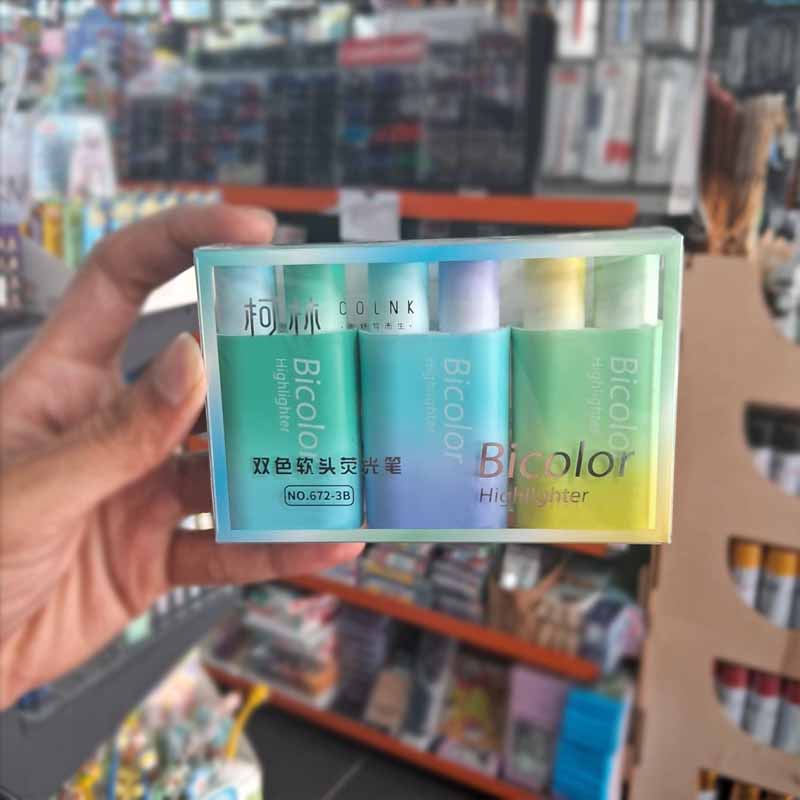 柯林
COLNK
Bicolor
Highlighter
Bicolor
Highlighter
Bicolor
Highlighter
双色软头荧光笔
NO.672-3B
Bicolor
Highlighter